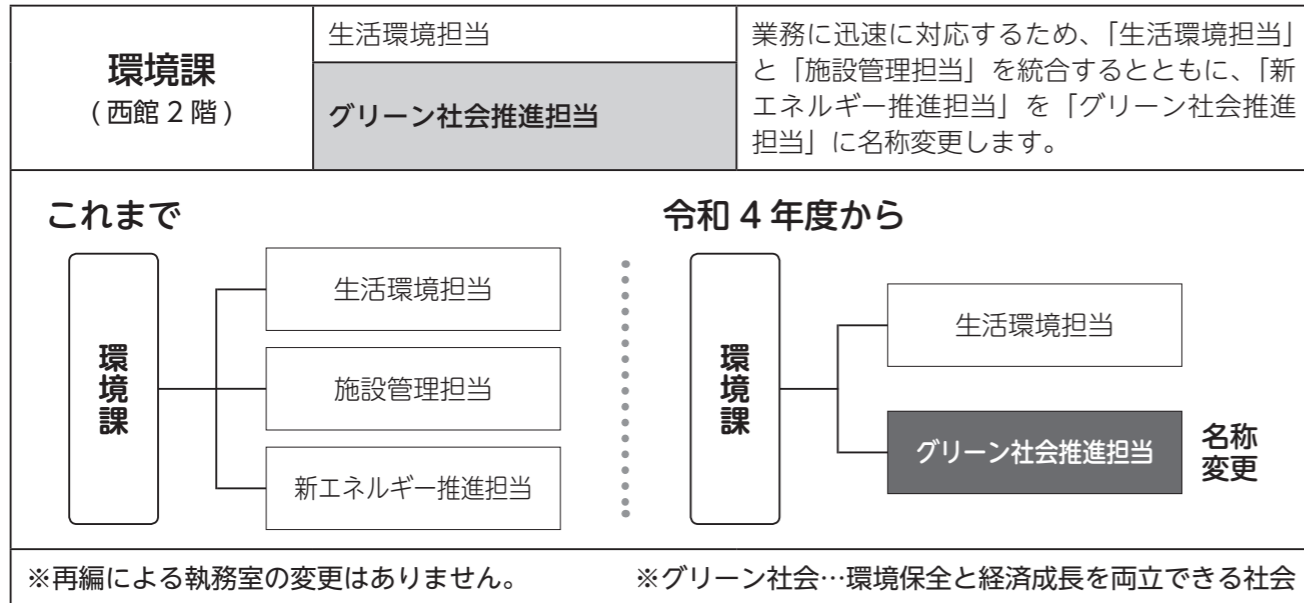 環境課
(西館2階)
生活環境担当
グリーン社会推進担当
業務に迅速に対応するため、「生活環境担当」
と「施設管理担当」を統合するとともに、「新
エネルギー推進担当」を「グリーン社会推進
担当」に名称変更します。
これまで
環境課
生活環境担当
施設管理担当
新エネルギー推進担当
令和4年度から
環境課
生活環境担当
グリーン社会推進担当
名称
変更
※再編による執務室の変更はありません。
※グリーン社会…環境保全と経済成長を両立できる社会